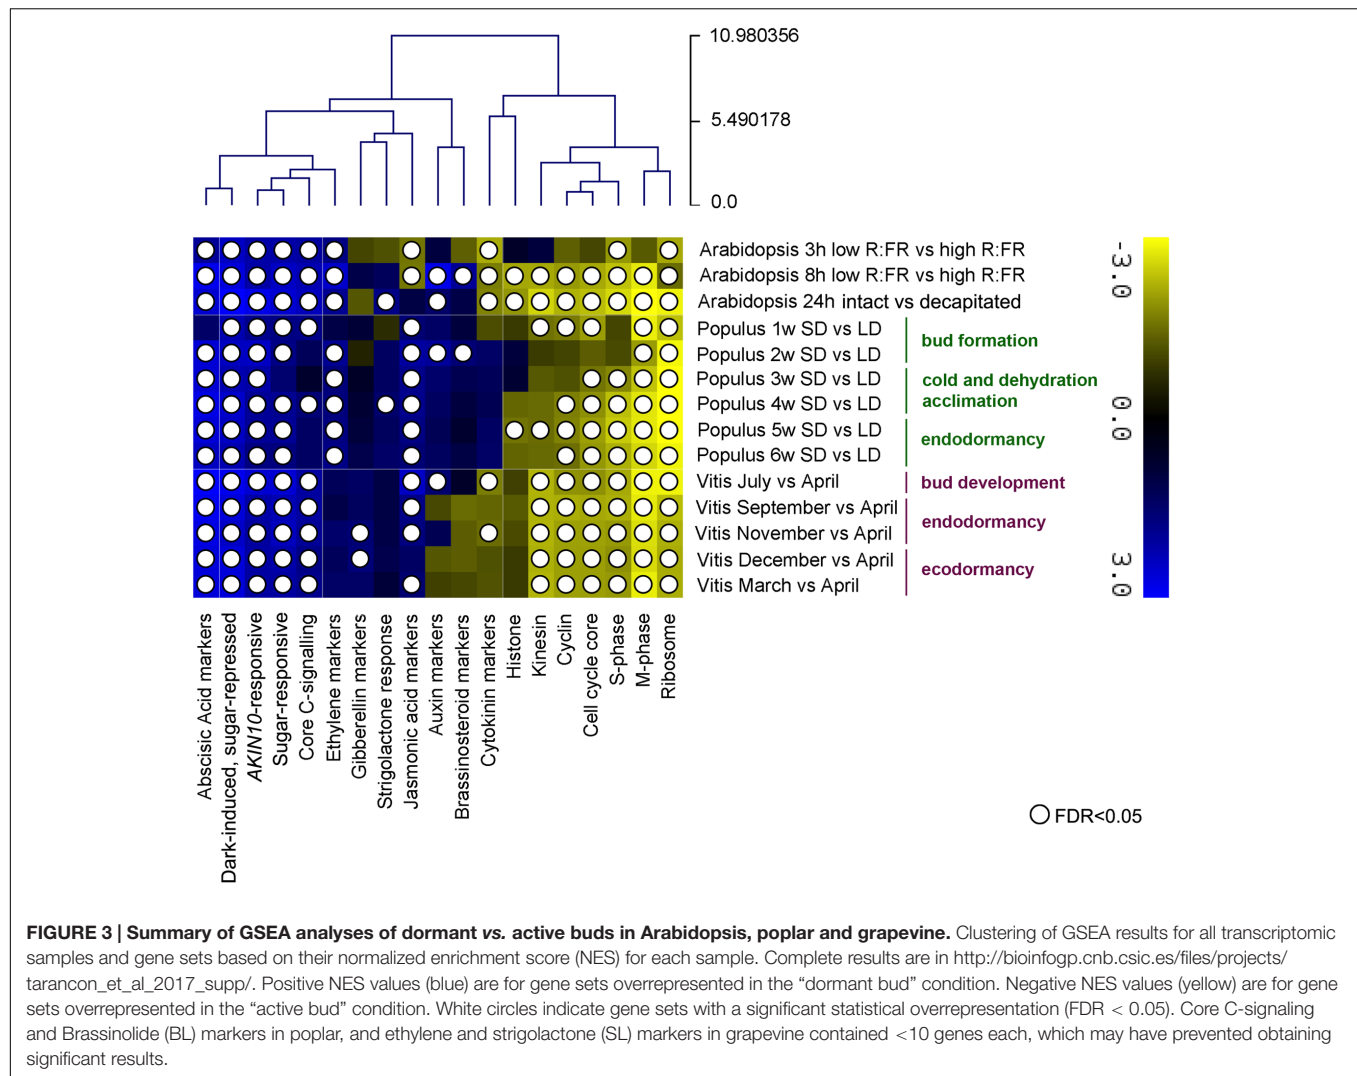 10.980356
5.490178
0.0
Arabidopsis 3h low R:FR vs high R:FR
Arabidopsis 8h low R:FR vs high R:FR
Arabidopsis 24h intact vs decapitated
Populus 1w SD vs LD
bud formation
Populus 2w SD vs LD
Populus 3w SD vs LD
cold and dehydration
acclimation
Populus 4w SD vs LD
Populus 5w SD vs LD
endodormancy
Populus 6w SD vs LD
Vitis July vs April
bud development
Vitis September vs April
endodormancy
Vitis November vs April
Vitis December vs April
ecodormancy
Vitis March vs April
-3.0
0.0
3.0
Abscisic Acid markers
Dark-induced, sugar-repressed
AKIN10-responsive
Sugar-responsive
Core C-signalling
Ethylene markers
Gibberellin markers
Strigolactone response
Jasmonic acid markers
Auxin markers
Brassinosteroid markers
Cytokinin markers
Histone
Kinesin
Cyclin
Cell cycle core
S-phase
M-phase
Ribosome
FDR<0.05
FIGURE 3 | Summary of GSEA analyses of dormant vs. active buds in Arabidopsis, poplar and grapevine. Clustering of GSEA results for all transcriptomic
samples and gene sets based on their normalized enrichment score (NES) for each sample. Complete results are in http://bioinfogp.cnb.csic.es/files/projects/
tarancon_et_al_2017_supp/. Positive NES values (blue) are for gene sets overrepresented in the “dormant bud” condition. Negative NES values (yellow) are for gene
sets overrepresented in the “active bud” condition. White circles indicate gene sets with a significant statistical overrepresentation (FDR < 0.05). Core C-signaling
and Brassinolide (BL) markers in poplar, and ethylene and strigolactone (SL) markers in grapevine contained <10 genes each, which may have prevented obtaining
significant results.